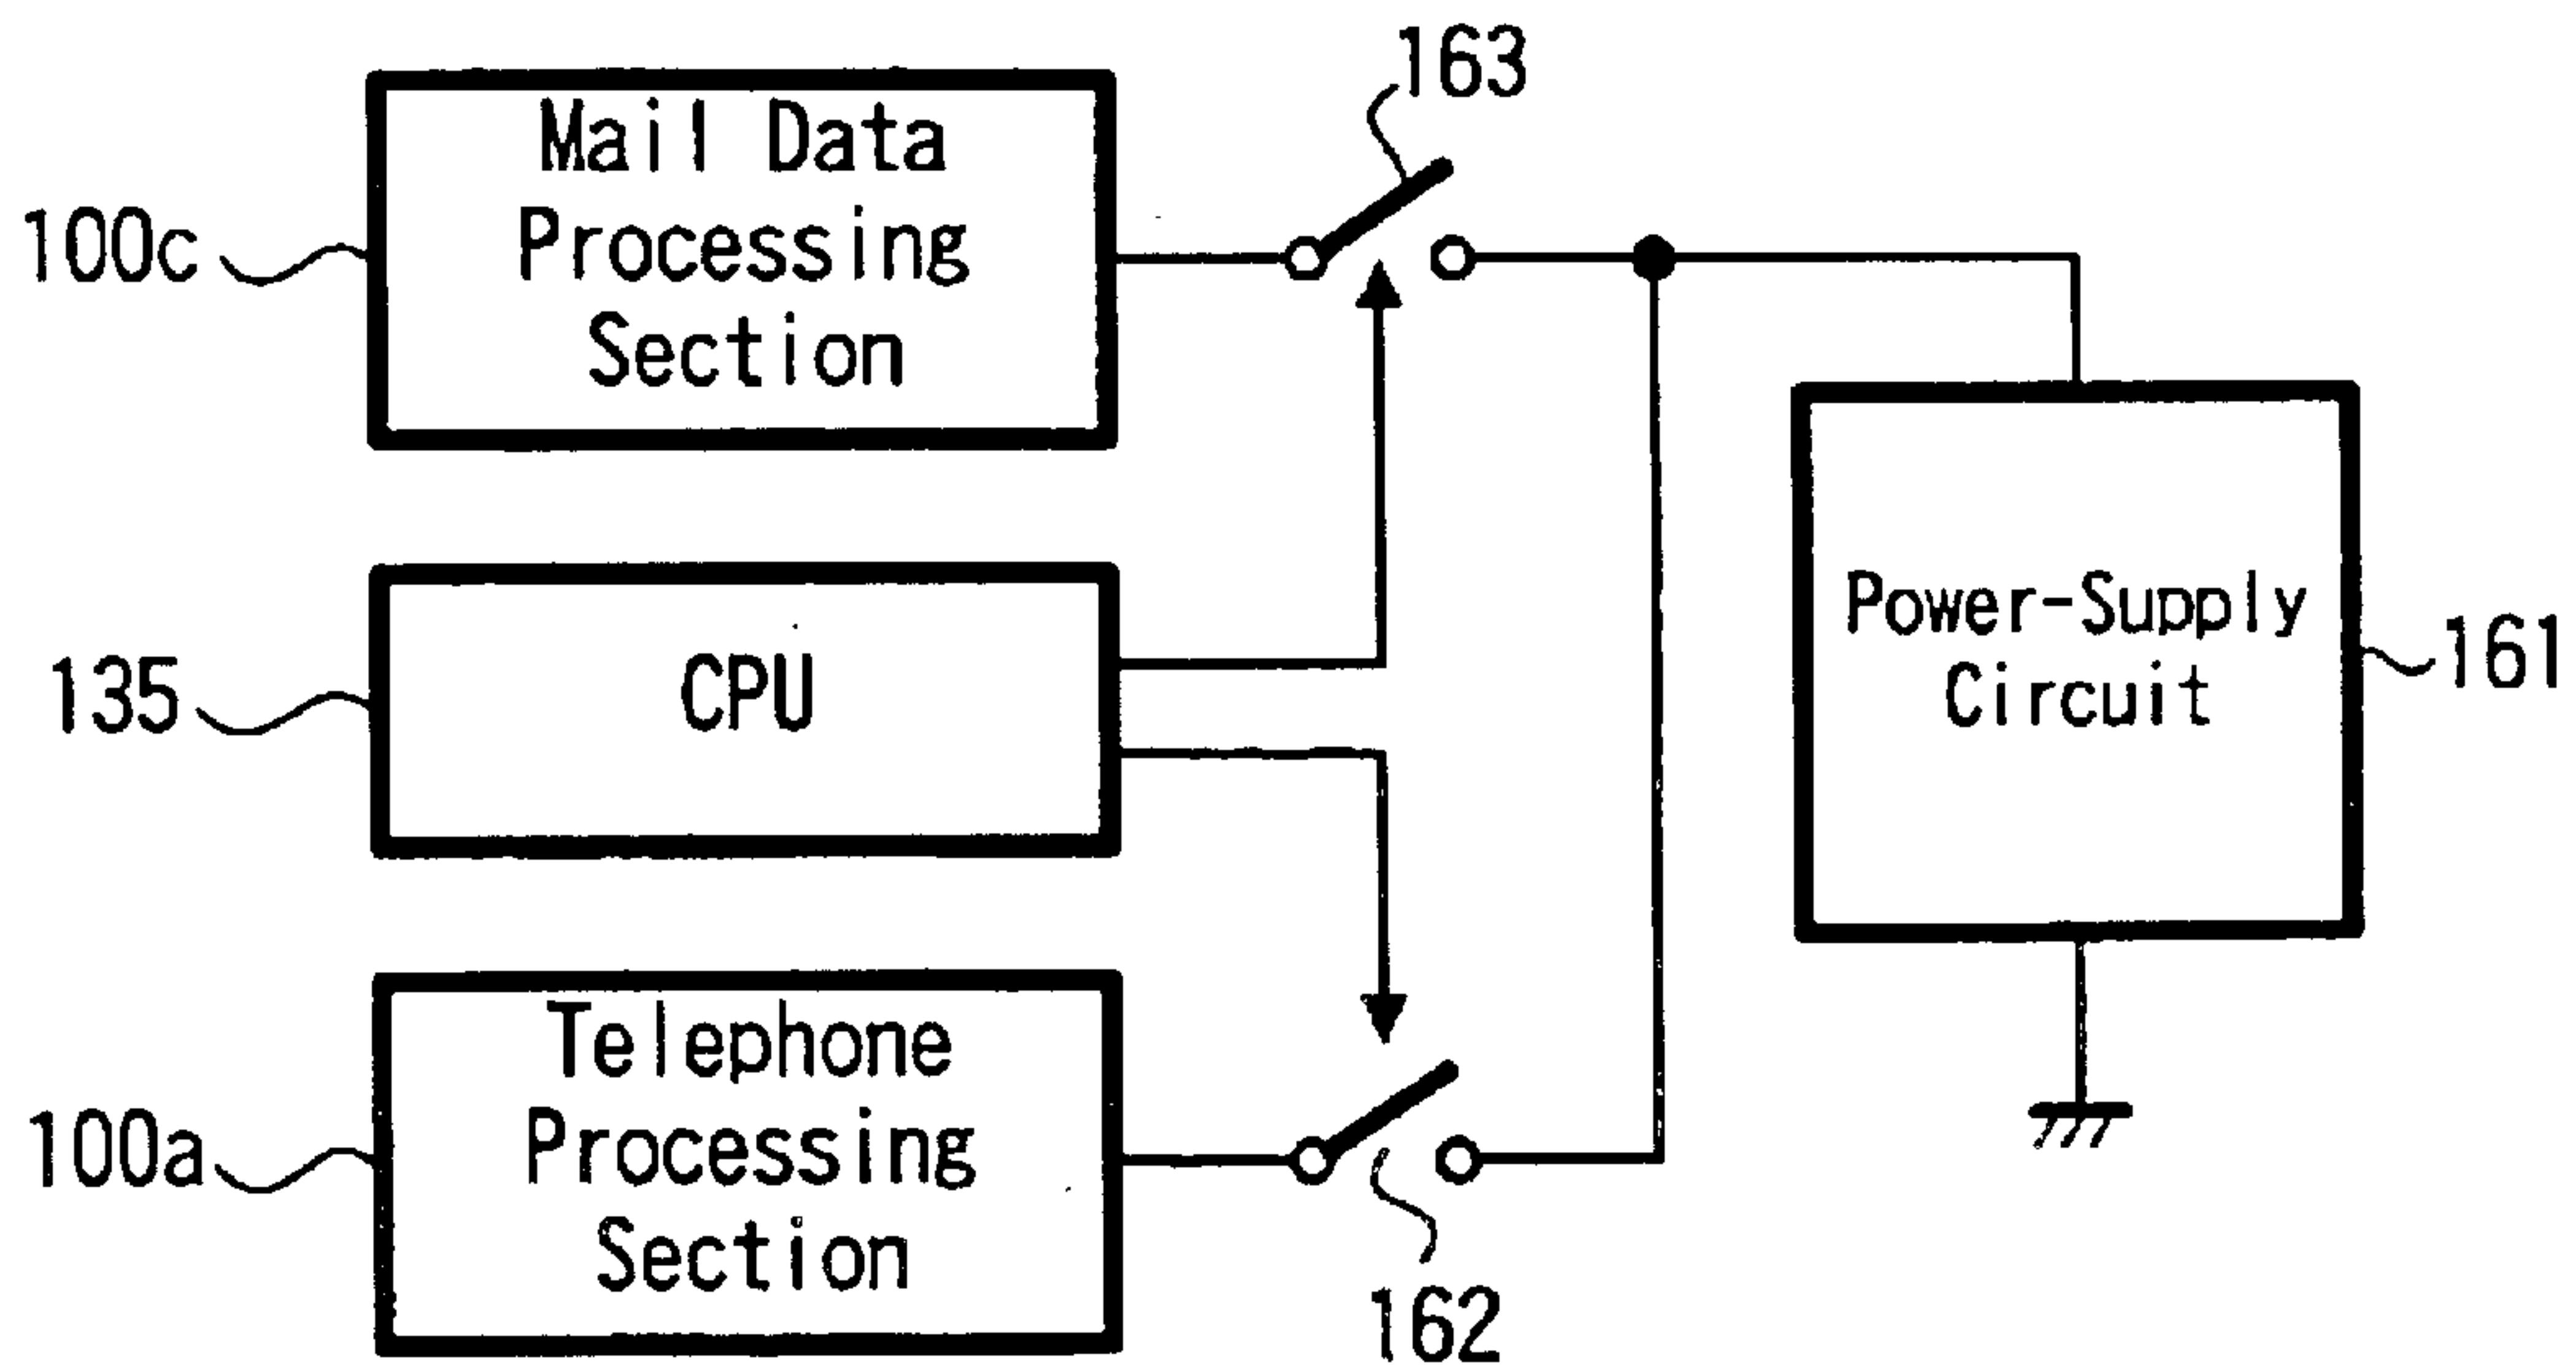 163
Mail Data
Processing
Section
100c
Power-Supply
Circuit
161
CPU
135
Telephone
Processing
Section
100a
162